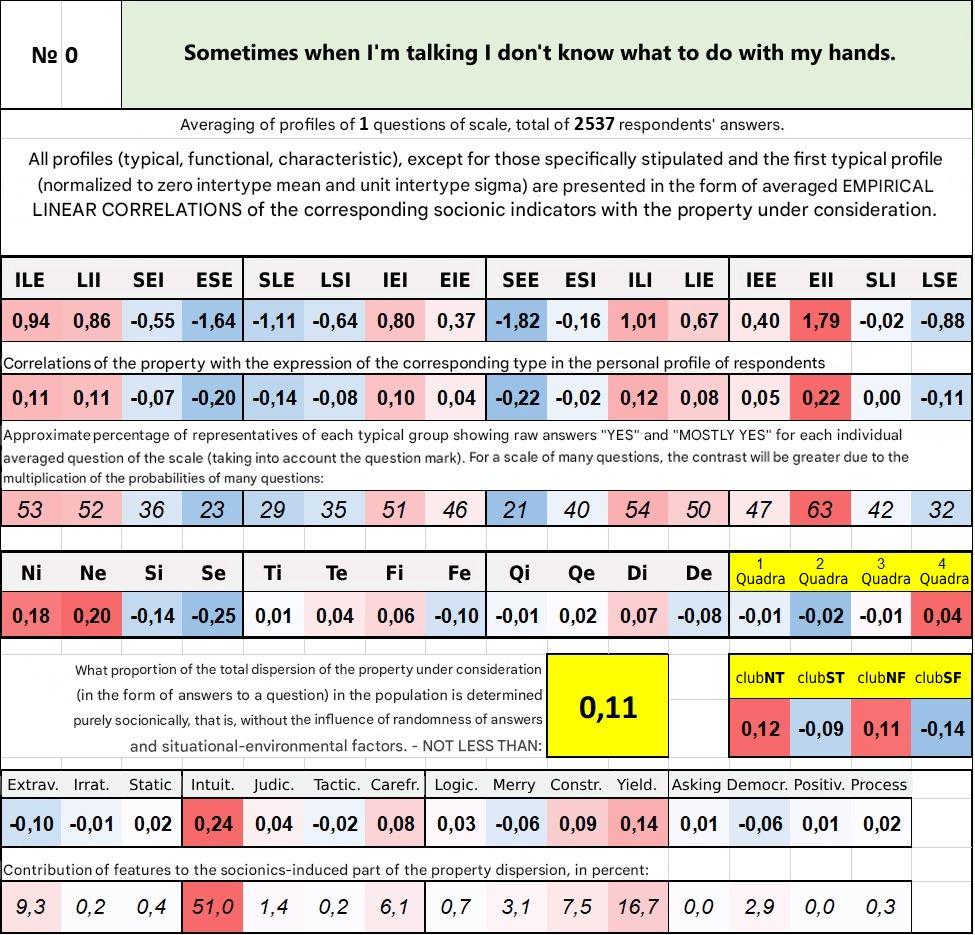 № 0
Sometimes when I'm talking I don't know what to do with my hands.
Averaging of profiles of 1 questions of scale, total of 2537 respondents' answers.
All profiles (typical, functional, characteristic), except for those specifically stipulated and the first typical profile
(normalized to zero intertype mean and unit intertype sigma) are presented in the form of averaged EMPIRICAL
LINEAR CORRELATIONS of the corresponding socionic indicators with the property under consideration.
ILE LII SEI ESE SLE LSI IEI EIE SEE ESI ILI LIE IEE EII SLI LSE
0,94 0,86 -0,55 -1,64 -1,11 -0,64 0,80 0,37 -1,82 -0,16 1,01 0,67 0,40 1,79 -0,02 -0,88
Correlations of the property with the expression of the corresponding type in the personal profile of respondents
0,11 0,11 -0,07 -0,20 -0,14 -0,08 0,10 0,04 -0,22 -0,02 0,12 0,08 0,05 0,22 0,00 -0,11
Approximate percentage of representatives of each typical group showing raw answers "YES" and "MOSTLY YES" for each individual
averaged question of the scale (taking into account the question mark). For a scale of many questions, the contrast will be greater due to the
multiplication of the probabilities of many questions:
53 52 36 23 29 35 51 46 21 40 54 50 47 63 42 32
Ni Ne Si Se Ti Te Fi Fe Qi Qe Di De 1 Quadra 2 Quadra 3 Quadra 4 Quadra
0,18 0,20 -0,14 -0,25 0,01 0,04 0,06 -0,10 -0,01 0,02 0,07 -0,08 -0,01 -0,02 -0,01 0,04
What proportion of the total dispersion of the property under consideration
(in the form of answers to a question) in the population is determined
purely socionically, that is, without the influence of randomness of answers
and situational-environmental factors. - NOT LESS THAN:
0,11
clubNT clubST clubNF clubSF
0,12 -0,09 0,11 -0,14
Extrav. Irrat. Static Intuit. Judic. Tactic. Carefr. Logic. Merry Constr. Yield. Asking Democr. Positiv. Process
-0,10 -0,01 0,02 0,24 0,04 -0,02 0,08 0,03 -0,06 0,09 0,14 0,01 -0,06 0,01 0,02
Contribution of features to the socionics-induced part of the property dispersion, in percent:
9,3 0,2 0,4 51,0 1,4 0,2 6,1 0,7 3,1 7,5 16,7 0,0 2,9 0,0 0,3